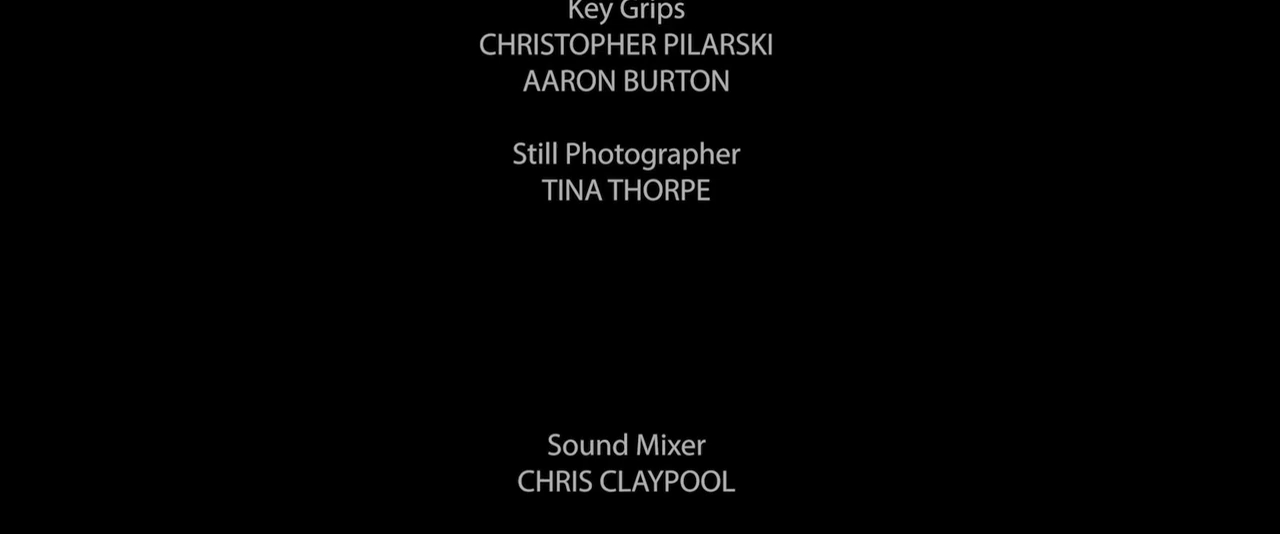 Key Grips
CHRISTOPHER PILARSKI
AARON BURTON
Still Photographer
TINA THORPE
Sound Mixer
CHRIS CLAYPOOL